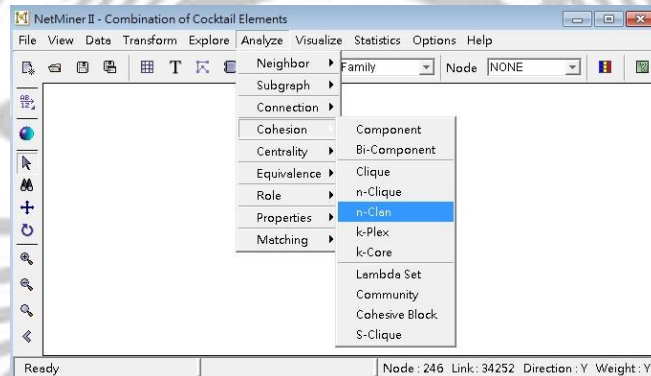 NetMiner II - Combination of Cocktail Elements
File View Data Transform Explore Analyze Visualize Statistics Options Help
T Family Node NONE
Neighbor
Subgraph
Connection
Cohesion
Centrality
Equivalence
Role
Properties
Matching
Component
Bi-Component
Clique
n-Clique
n-Clan
k-Plex
k-Core
Lambda Set
Community
Cohesive Block
S-Clique
Ready Node : 246 Link : 34252 Direction : Y Weight : Y